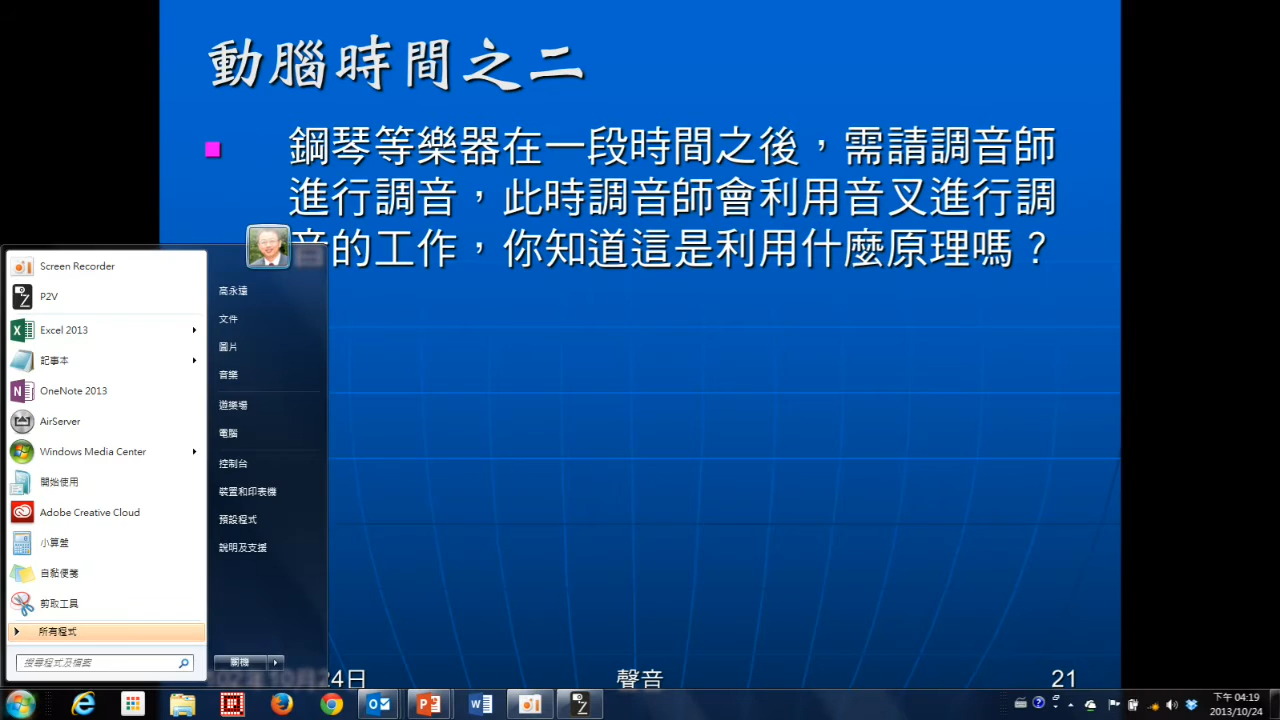 動腦時間之二
鋼琴等樂器在一段時間之後，需請調音師
進行調音，此時調音師會利用音叉進行調
音的工作，你知道這是利用什麼原理嗎？
Screen Recorder
P2V
Excel 2013
記事本
OneNote 2013
AirServer
Windows Media Center
開始使用
Adobe Creative Cloud
小算盤
自黏便箋
剪取工具
所有程式
搜尋程式及檔案
高永遠
文件
圖片
音樂
遊樂場
電腦
控制台
裝置和印表機
預設程式
說明及支援
關機
10月24日
聲音
21
下午 04:19
2013/10/24